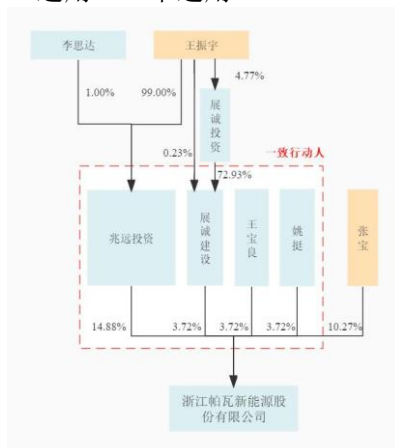 李思达
王振宇
4.77%
1.00%
99.00%
展诚投资
一致行动人
0.23%
72.93%
兆远投资
展诚建设
王宝良
姚挺
张宝
14.88%
3.72%
3.72%
3.72%
10.27%
浙江帕瓦新能源股
份有限公司